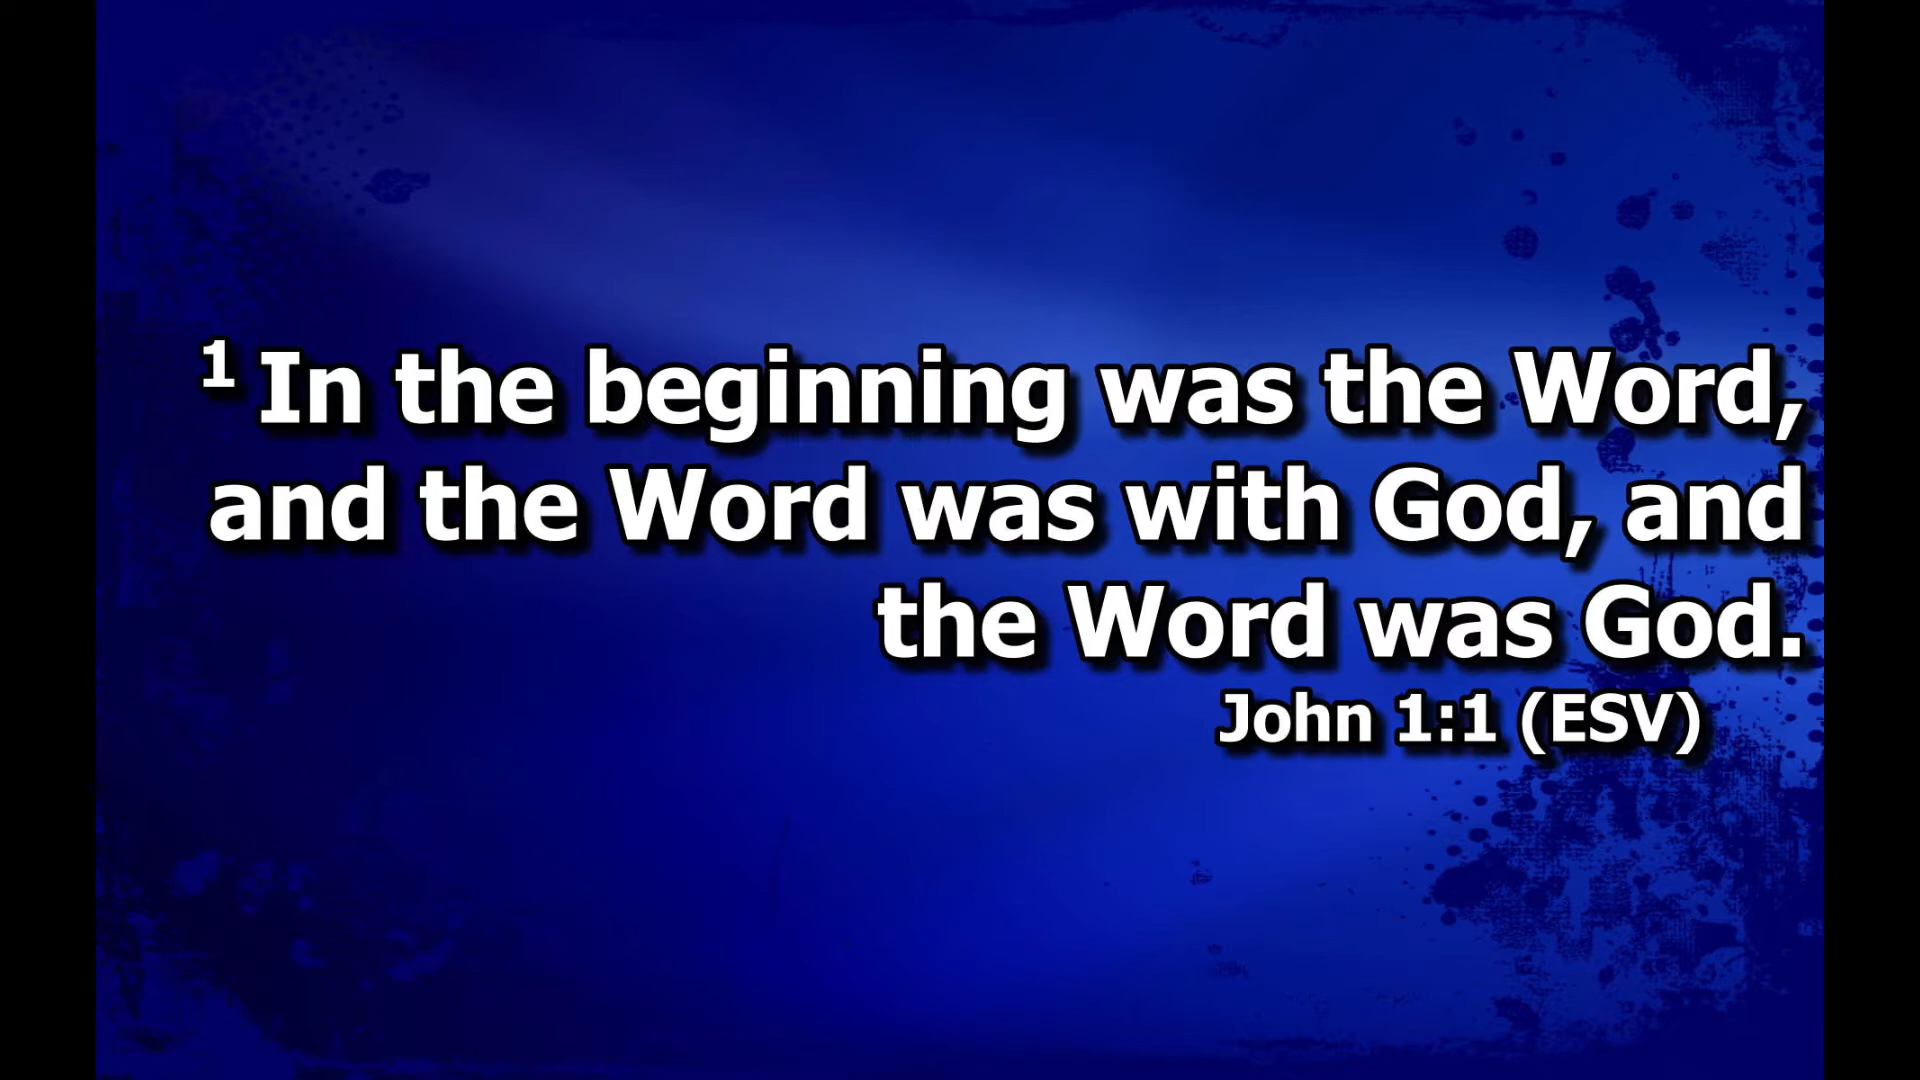 1 In the beginning was the Word,
and the Word was with God, and
the Word was God.
John 1:1 (ESV)